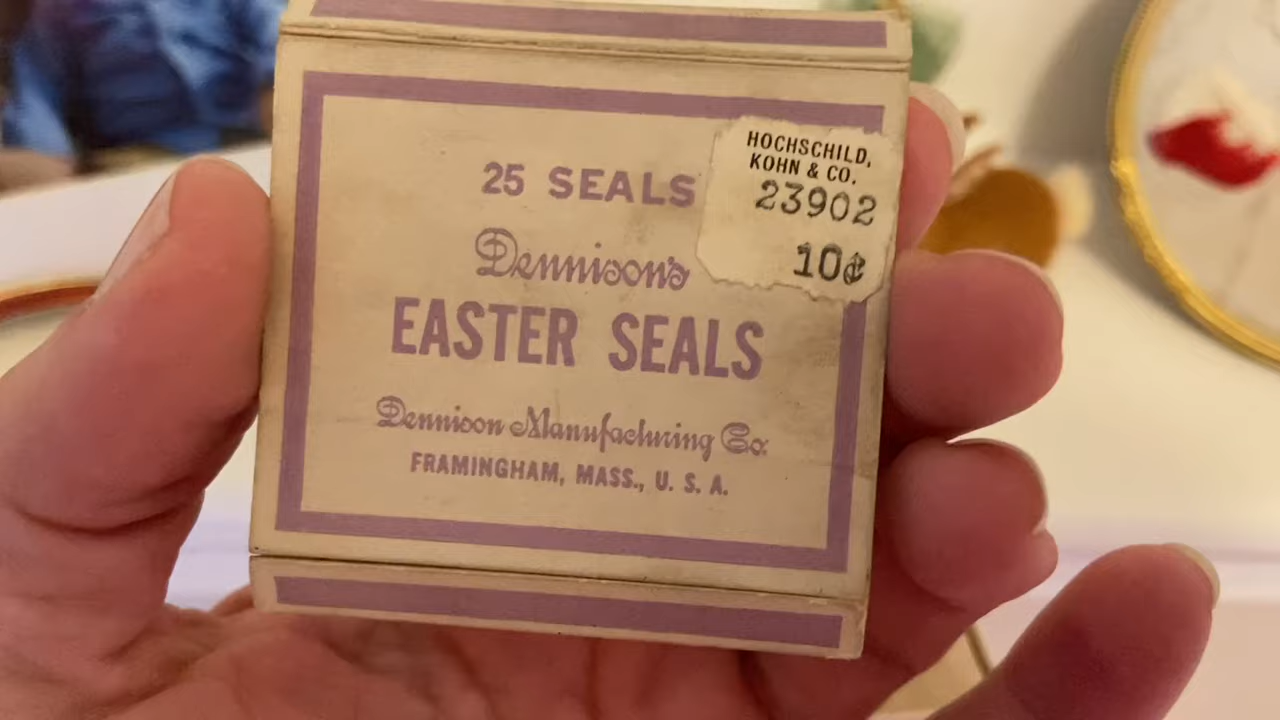 25 SEALS
Dennison's
EASTER SEALS
Dennison Manufacturing Co.
FRAMINGHAM, MASS., U. S. A.
HOCHSCHILD,
KOHN & CO.
23902
10¢